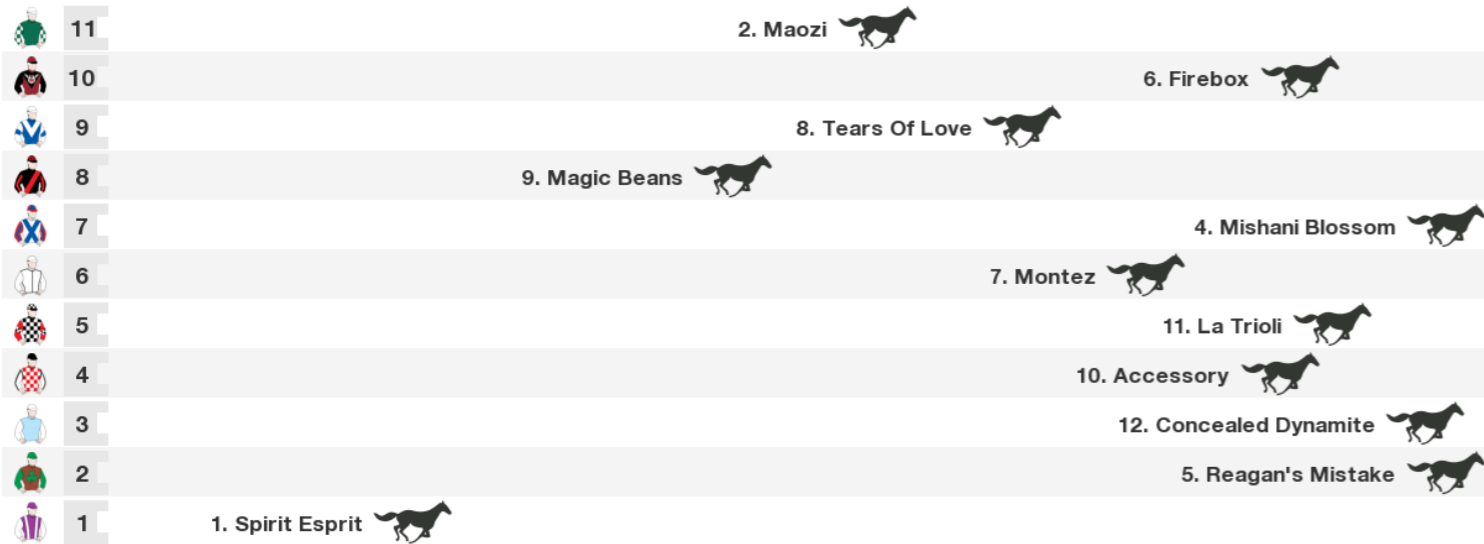 11 2. Maozi
10 6. Firebox
9 8. Tears Of Love
8 9. Magic Beans
7 4. Mishani Blossom
6 7. Montez
5 11. La Trioli
4 10. Accessory
3 12. Concealed Dynamite
2 5. Reagan's Mistake
1 1. Spirit Esprit